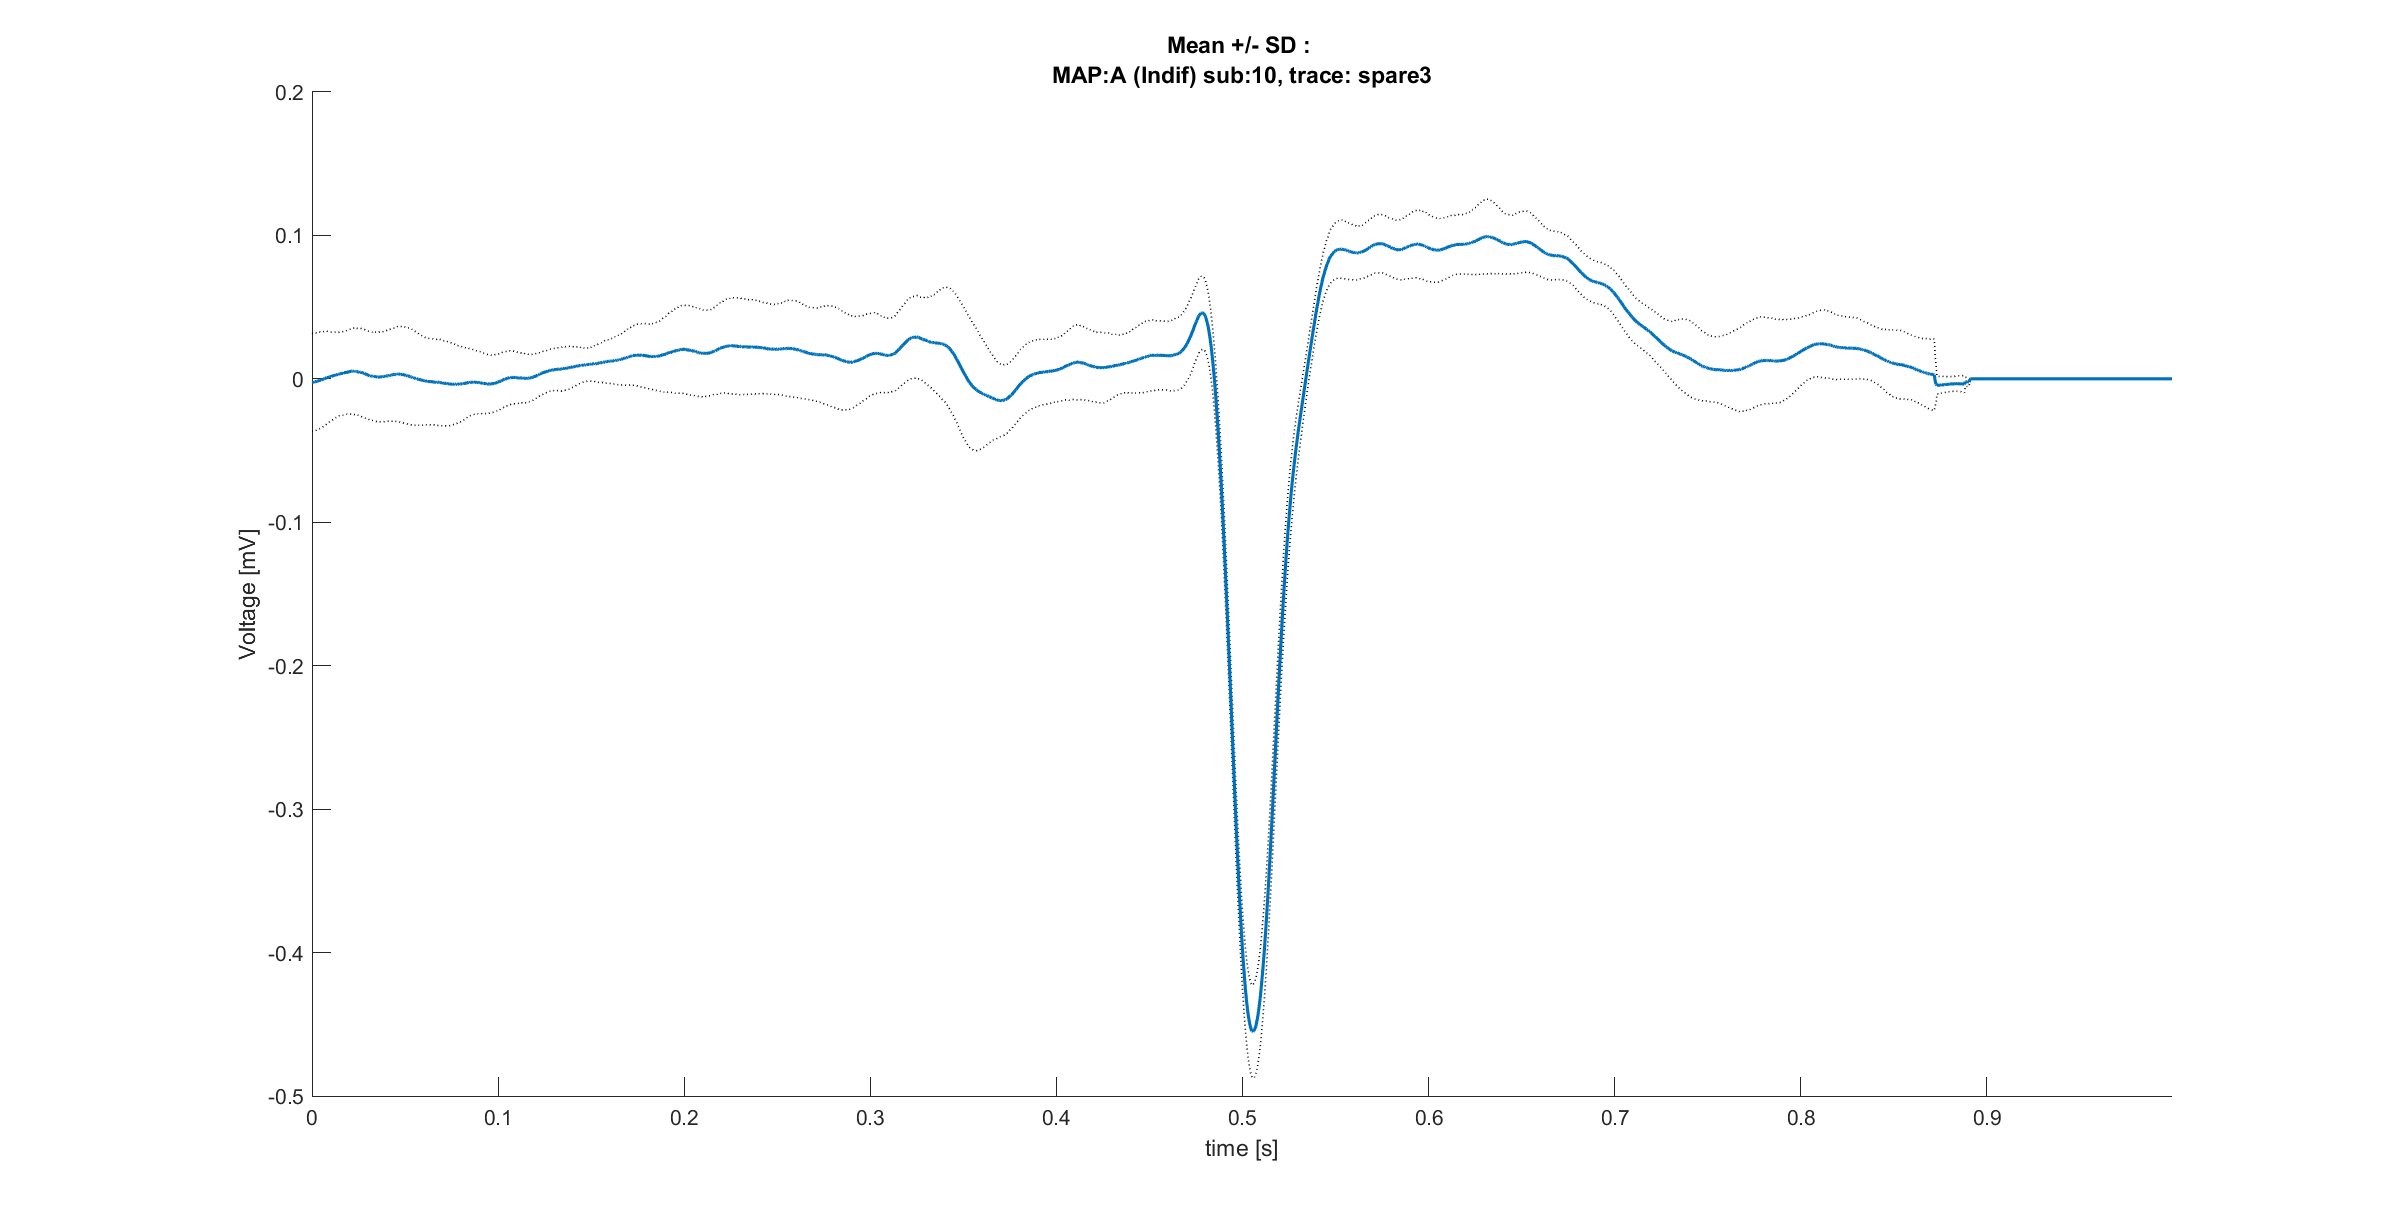 Mean +/- SD :
MAP:A (Indif) sub:10, trace: spare3
0.2
0.1
0
-0.1
-0.2
-0.3
-0.4
-0.5
Voltage [mV]
0 0.1 0.2 0.3 0.4 0.5 0.6 0.7 0.8 0.9
time [s]